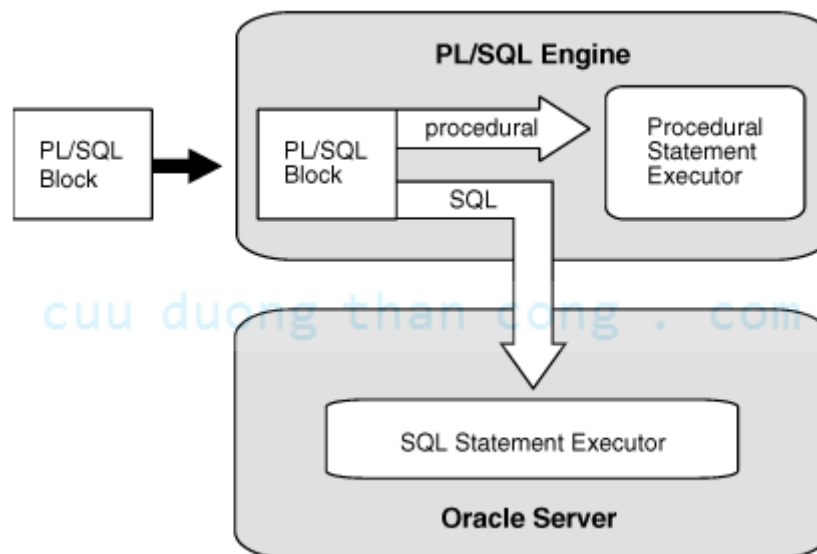 PL/SQL Engine
PL/SQL
Block
PL/SQL
Block
procedural
SQL
Procedural
Statement
Executor
cuu duong than cong . com
SQL Statement Executor
Oracle Server